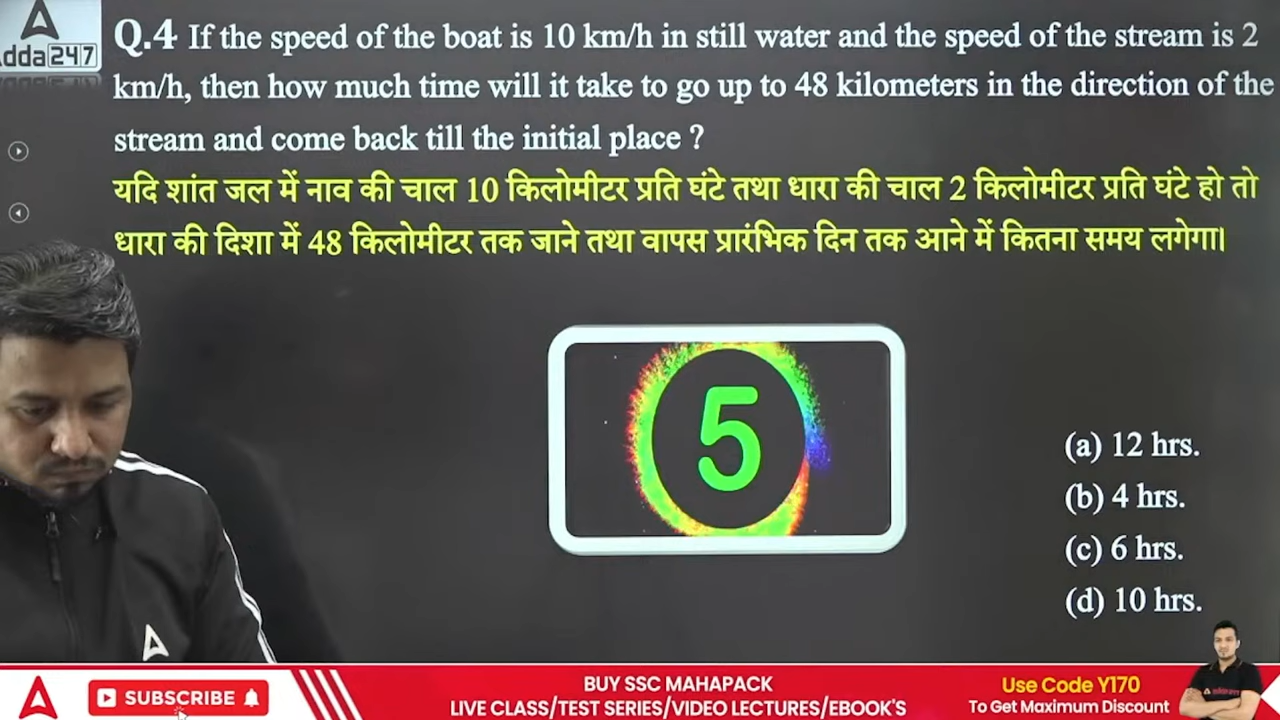 Adda247
Q.4 If the speed of the boat is 10 km/h in still water and the speed of the stream is 2
km/h, then how much time will it take to go up to 48 kilometers in the direction of the
stream and come back till the initial place ?
यदि शांत जल में नाव की चाल 10 किलोमीटर प्रति घंटे तथा धारा की चाल 2 किलोमीटर प्रति घंटे हो तो
धारा की दिशा में 48 किलोमीटर तक जाने तथा वापस प्रारंभिक दिन तक आने में कितना समय लगेगा।
5
(a) 12 hrs.
(b) 4 hrs.
(c) 6 hrs.
(d) 10 hrs.
SUBSCRIBE
BUY SSC MAHAPACK
LIVE CLASS/TEST SERIES/VIDEO LECTURES/EBOOK'S
Use Code Y170
To Get Maximum Discount